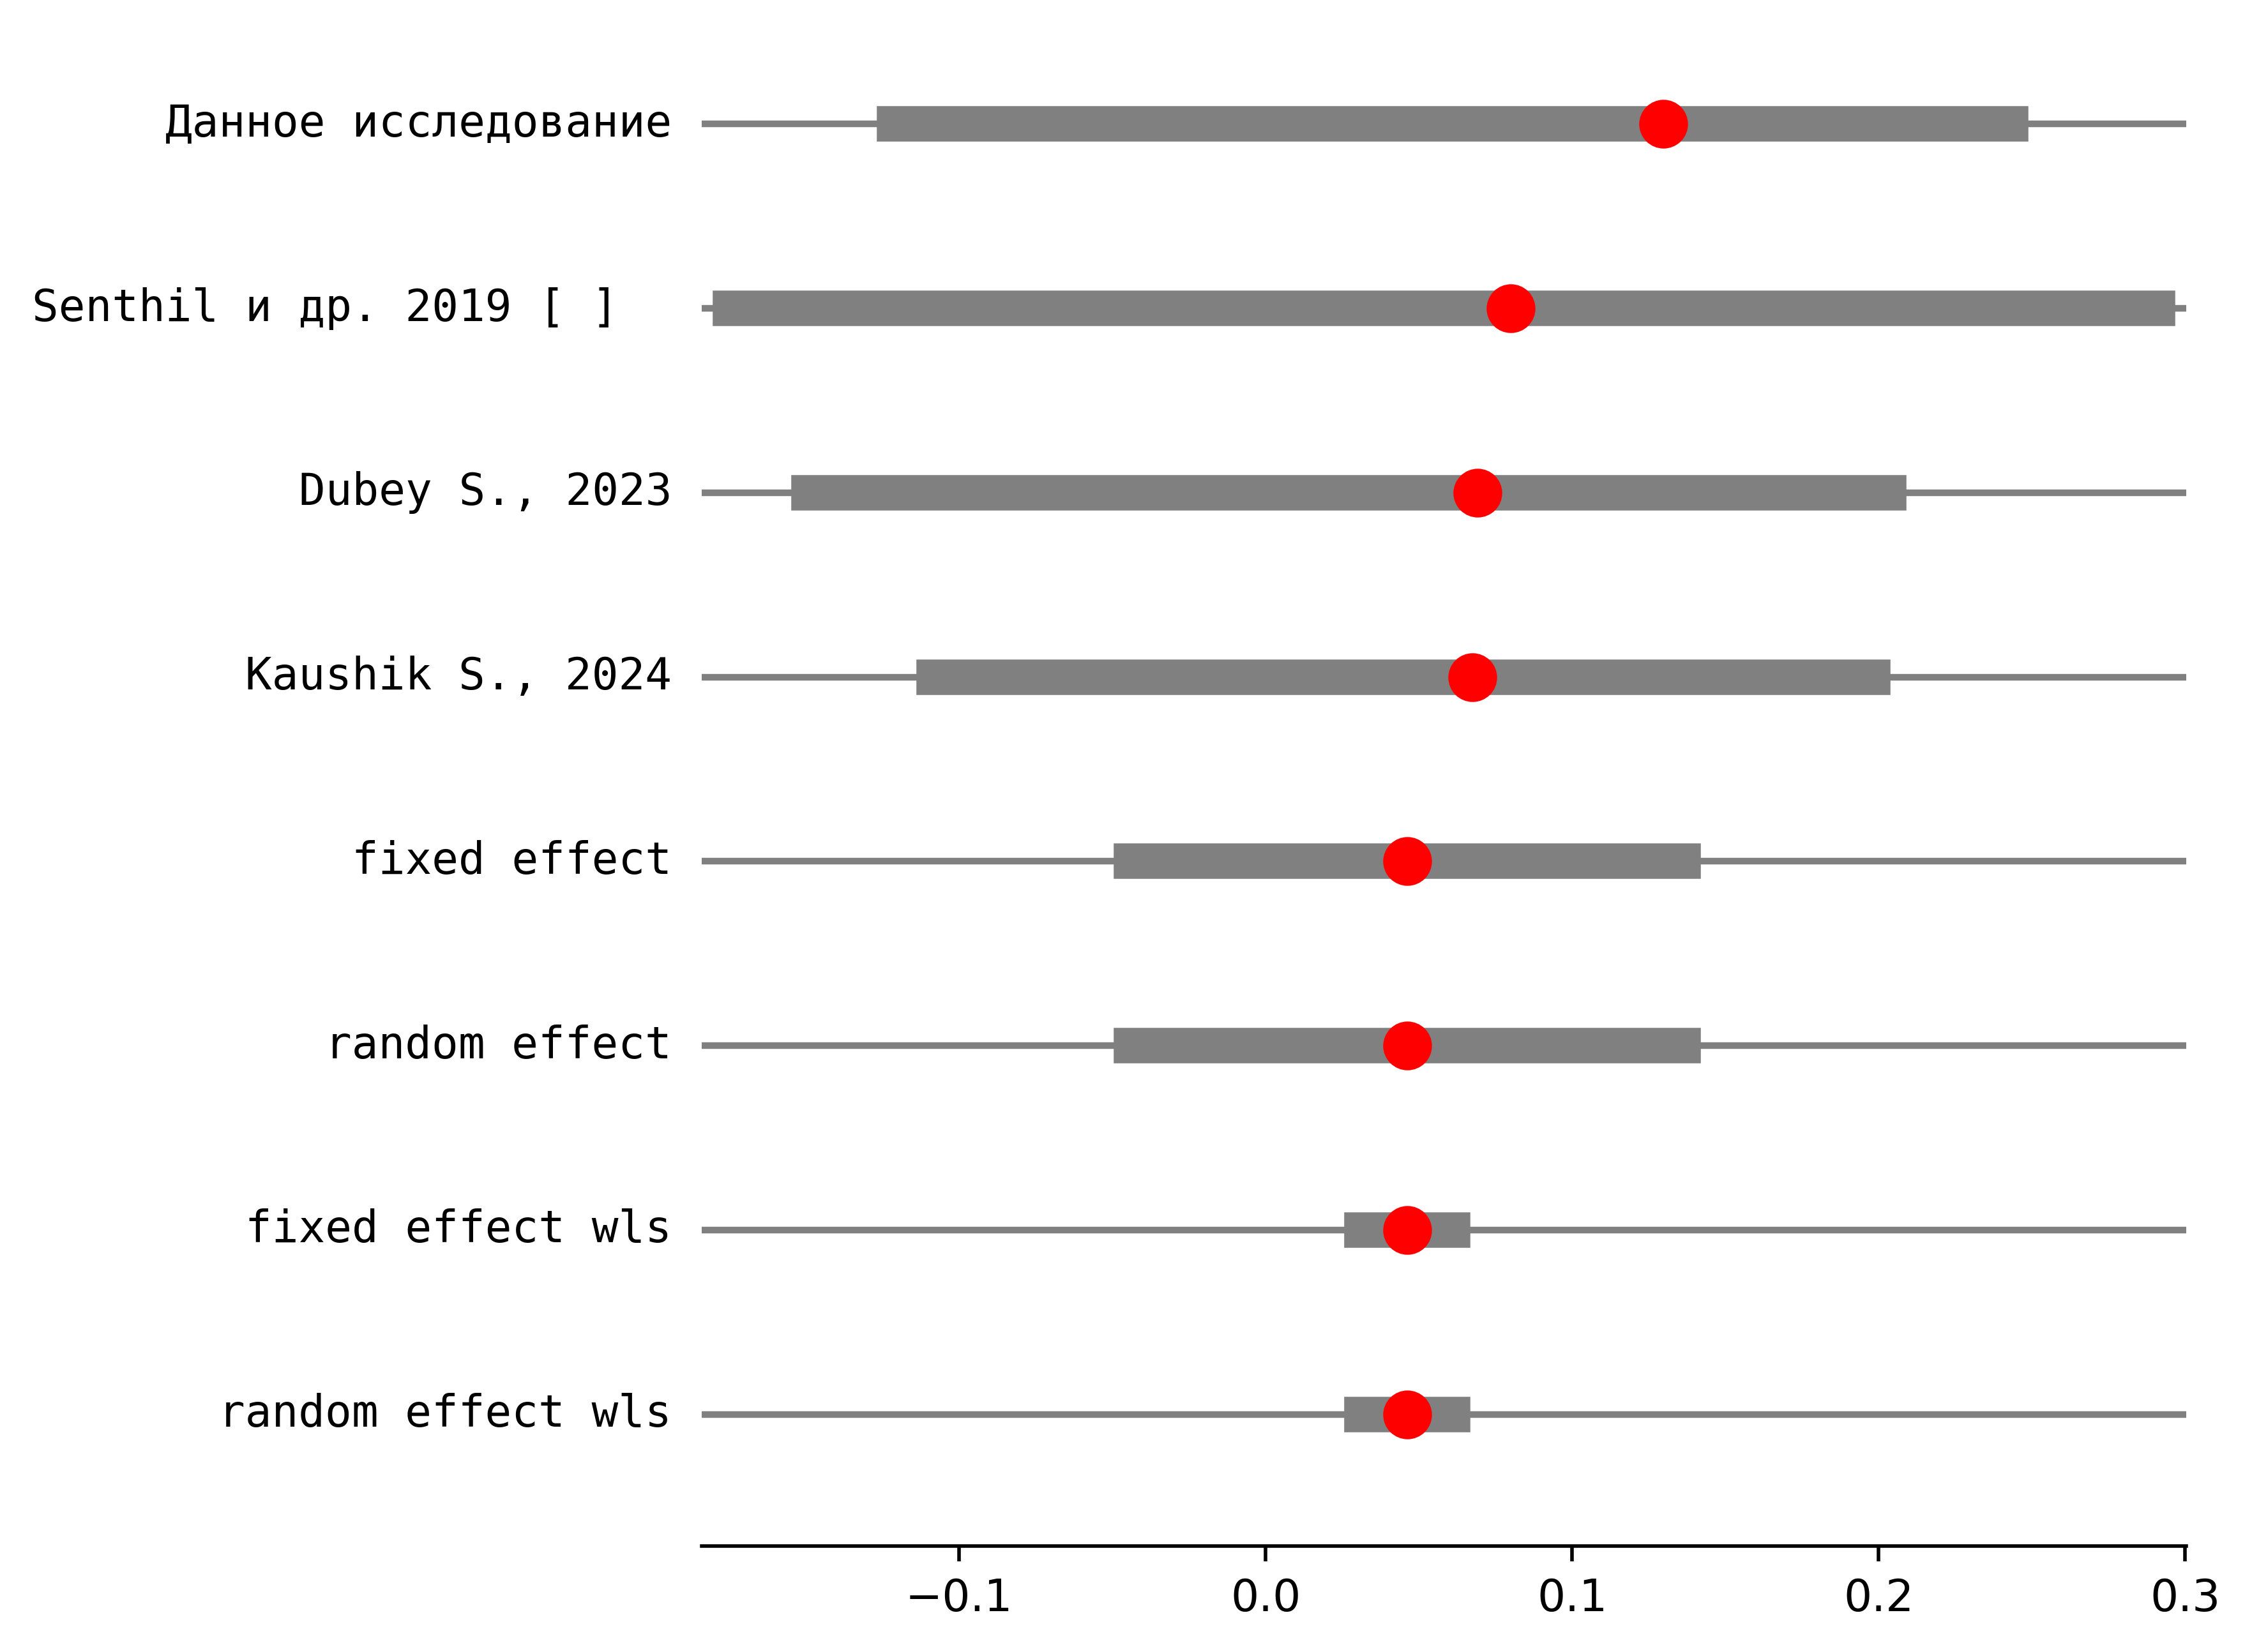 Данное исследование
Senthil и др. 2019 [ ]
Dubey S., 2023
Kaushik S., 2024
fixed effect
random effect
fixed effect wls
random effect wls
−0.1 0.0 0.1 0.2 0.3